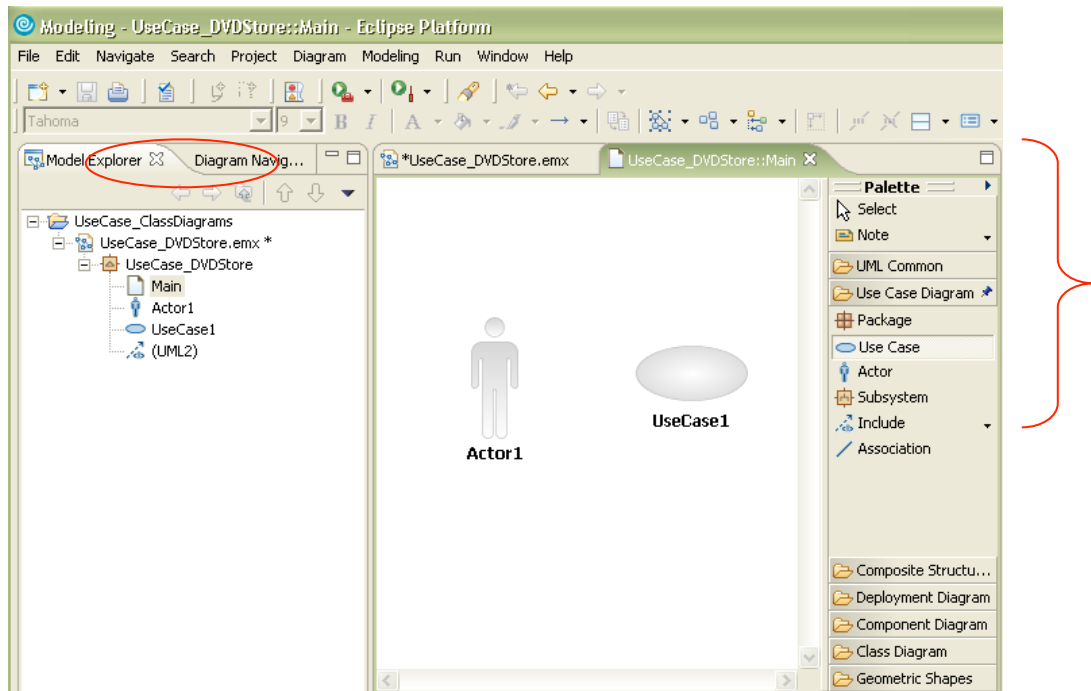 Modeling - UseCase_DVDStore::Main - Eclipse Platform
File Edit Navigate Search Project Diagram Modeling Run Window Help
Tahoma 9 B I A
Model Explorer Diagram Navig...
UseCase_ClassDiagrams
UseCase_DVDStore.emx *
UseCase_DVDStore
Main
Actor1
UseCase1
(UML2)
*UseCase_DVDStore.emx UseCase_DVDStore::Main
Actor1
UseCase1
Palette
Select
Note
UML Common
Use Case Diagram
Package
Use Case
Actor
Subsystem
Include
Association
Composite Structu...
Deployment Diagram
Component Diagram
Class Diagram
Geometric Shapes